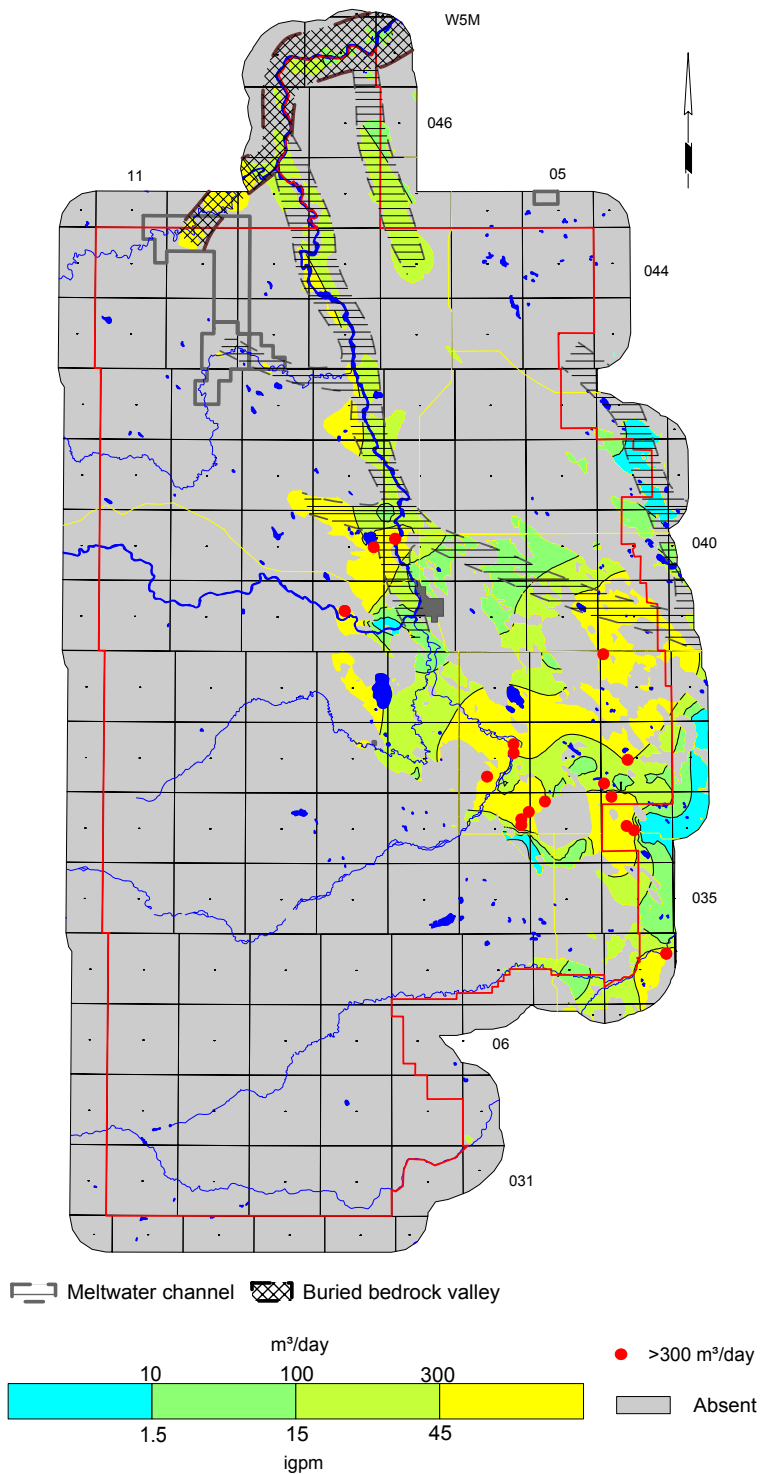 W5M
046
11
05
044
040
035
06
031
Meltwater channel
Buried bedrock valley
m³/day
10 100 300
1.5 15 45
igpm
>300 m³/day
Absent